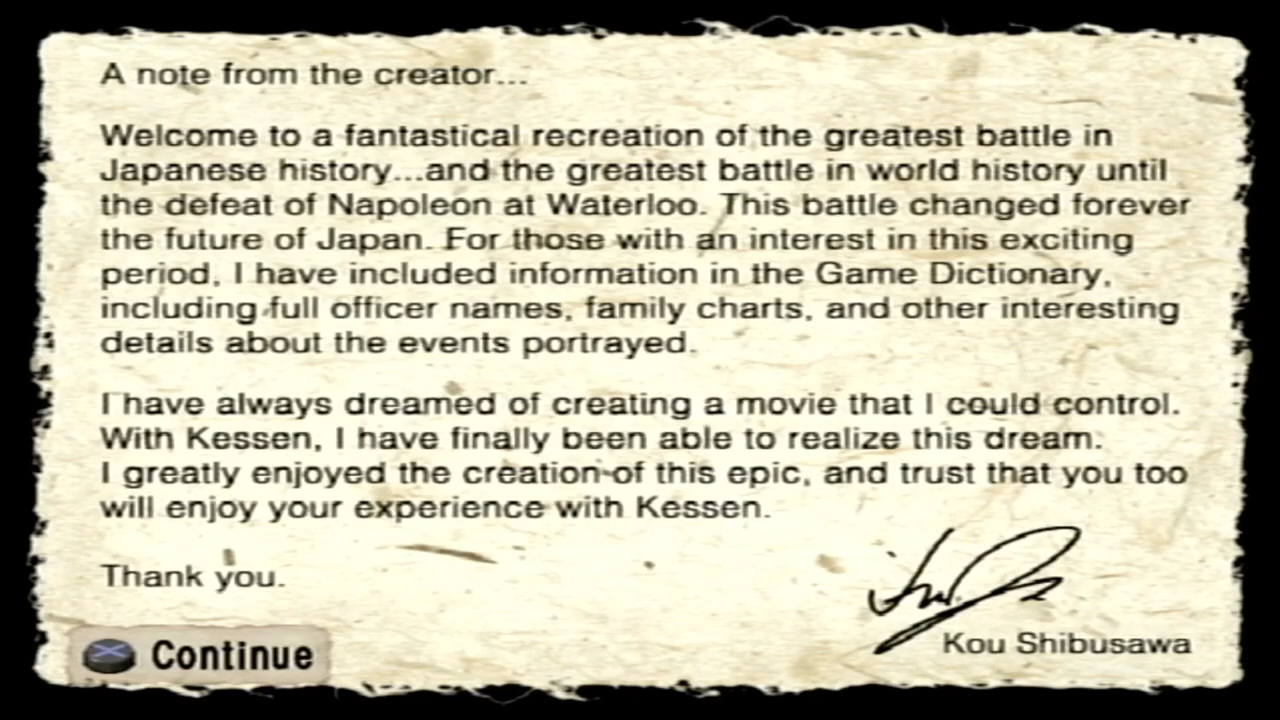 A note from the creator...
Welcome to a fantastical recreation of the greatest battle in
Japanese history...and the greatest battle in world history until
the defeat of Napoleon at Waterloo. This battle changed forever
the future of Japan. For those with an interest in this exciting
period, I have included information in the Game Dictionary,
including full officer names, family charts, and other interesting
details about the events portrayed.
I have always dreamed of creating a movie that I could control.
With Kessen, I have finally been able to realize this dream.
I greatly enjoyed the creation of this epic, and trust that you too
will enjoy your experience with Kessen.
Thank you.
Kou Shibusawa
Continue